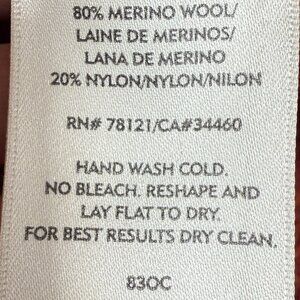 80% MERINO WOOL/
LAINE DE MERINOS/
LANA DE MERINO
20% NYLON/NYLON/NILON
RN# 78121/CA#34460
HAND WASH COLD.
NO BLEACH. RESHAPE AND
LAY FLAT TO DRY.
FOR BEST RESULTS DRY CLEAN.
83OC